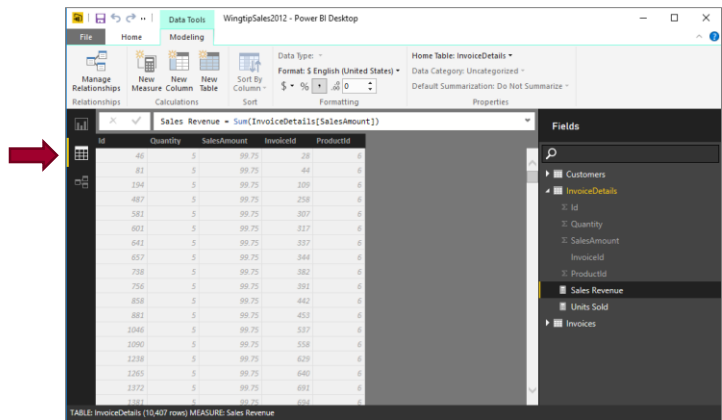 Data Tools WingtipSales2012 - Power BI Desktop
File Home Modeling
Manage Relationships
New Measure
New Column
New Table
Sort By Column
Data Type:
Format: $ English (United States)
$ % , .00 0
Home Table: InvoiceDetails
Data Category: Uncategorized
Default Summarization: Do Not Summarize
Relationships Calculations Sort Formatting Properties
Sales Revenue = Sum(InvoiceDetails[SalesAmount])
Id Quantity SalesAmount InvoiceId ProductId
46 5 99.75 28 6
81 5 99.75 44 6
194 5 99.75 109 6
487 5 99.75 258 6
581 5 99.75 307 6
601 5 99.75 317 6
641 5 99.75 337 6
657 5 99.75 344 6
738 5 99.75 382 6
756 5 99.75 391 6
858 5 99.75 442 6
881 5 99.75 455 6
1046 5 99.75 537 6
1090 5 99.75 558 6
1238 5 99.75 629 6
1265 5 99.75 640 6
1372 5 99.75 691 6
1381 5 99.75 694 6
Fields
Customers
InvoiceDetails
Σ Id
Σ Quantity
Σ SalesAmount
InvoiceId
Σ ProductId
Sales Revenue
Units Sold
Invoices
TABLE: InvoiceDetails (10,407 rows) MEASURE: Sales Revenue